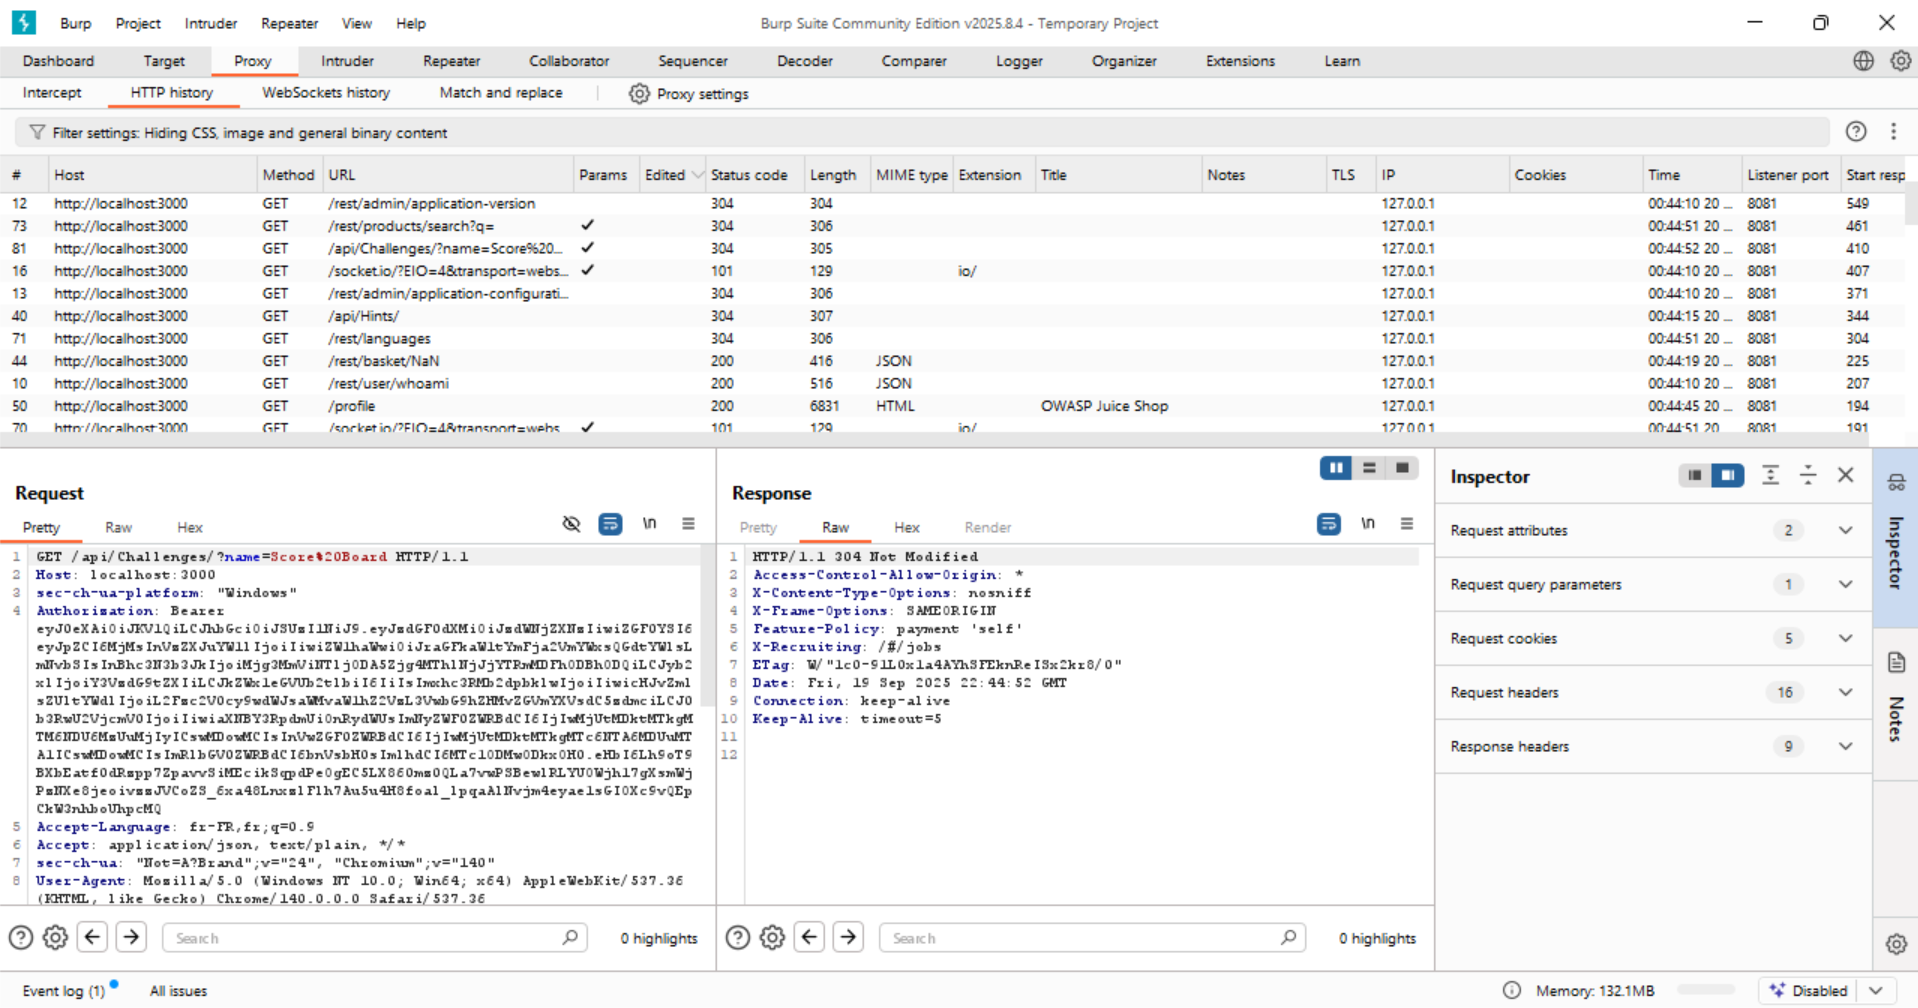 Burp Project Intruder Repeater View Help Burp Suite Community Edition v2025.8.4 - Temporary Project
Dashboard Target Proxy Intruder Repeater Collaborator Sequencer Decoder Comparer Logger Organizer Extensions Learn
Intercept HTTP history WebSockets history Match and replace Proxy settings
Filter settings: Hiding CSS, image and general binary content
# Host Method URL Params Edited Status code Length MIME type Extension Title Notes TLS IP Cookies Time Listener port Start resp
12 http://localhost:3000 GET /rest/admin/application-version 304 304 127.0.0.1 00:44:10 20 ... 8081 549
73 http://localhost:3000 GET /rest/products/search?q= ✓ 304 306 127.0.0.1 00:44:51 20 ... 8081 461
81 http://localhost:3000 GET /api/Challenges/?name=Score%20... ✓ 304 305 127.0.0.1 00:44:52 20 ... 8081 410
16 http://localhost:3000 GET /socket.io/?EIO=4&transport=webs... ✓ 101 129 io/ 127.0.0.1 00:44:10 20 ... 8081 407
13 http://localhost:3000 GET /rest/admin/application-configurati... 304 306 127.0.0.1 00:44:10 20 ... 8081 371
40 http://localhost:3000 GET /api/Hints/ 304 307 127.0.0.1 00:44:15 20 ... 8081 344
71 http://localhost:3000 GET /rest/languages 304 306 127.0.0.1 00:44:51 20 ... 8081 304
44 http://localhost:3000 GET /rest/basket/NaN 200 416 JSON 127.0.0.1 00:44:19 20 ... 8081 225
10 http://localhost:3000 GET /rest/user/whoami 200 516 JSON 127.0.0.1 00:44:10 20 ... 8081 207
50 http://localhost:3000 GET /profile 200 6831 HTML OWASP Juice Shop 127.0.0.1 00:44:45 20 ... 8081 194
70 http://localhost:3000 GET /socket.io/?EIO=4&transport=webs ✓ 101 129 io/ 127.0.0.1 00:44:51 20 8081 191
Request
Pretty Raw Hex \n
1 GET /api/Challenges/?name=Score%20Board HTTP/1.1
2 Host: localhost:3000
3 sec-ch-ua-platform: "Windows"
4 Authorization: Bearer
5 Accept-Language: fr-FR,fr;q=0.9
6 Accept: application/json, text/plain, */*
7 sec-ch-ua: "Not=A?Brand";v="24", "Chromium";v="140"
8 User-Agent: Mozilla/5.0 (Windows NT 10.0; Win64; x64) AppleWebKit/537.36
(KHTML, like Gecko) Chrome/140.0.0.0 Safari/537.36
Search 0 highlights
Response
Pretty Raw Hex Render \n
1 HTTP/1.1 304 Not Modified
2 Access-Control-Allow-Origin: *
3 X-Content-Type-Options: nosniff
4 X-Frame-Options: SAMEORIGIN
5 Feature-Policy: payment 'self'
6 X-Recruiting: /#/jobs
7 ETag:
8 Date: Fri, 19 Sep 2025 22:44:52 GMT
9 Connection: keep-alive
10 Keep-Alive: timeout=5
11
12
Search 0 highlights
Inspector
Request attributes 2
Request query parameters 1
Request cookies 5
Request headers 16
Response headers 9
Inspector
Notes
Event log (1) All issues Memory: 132.1MB Disabled